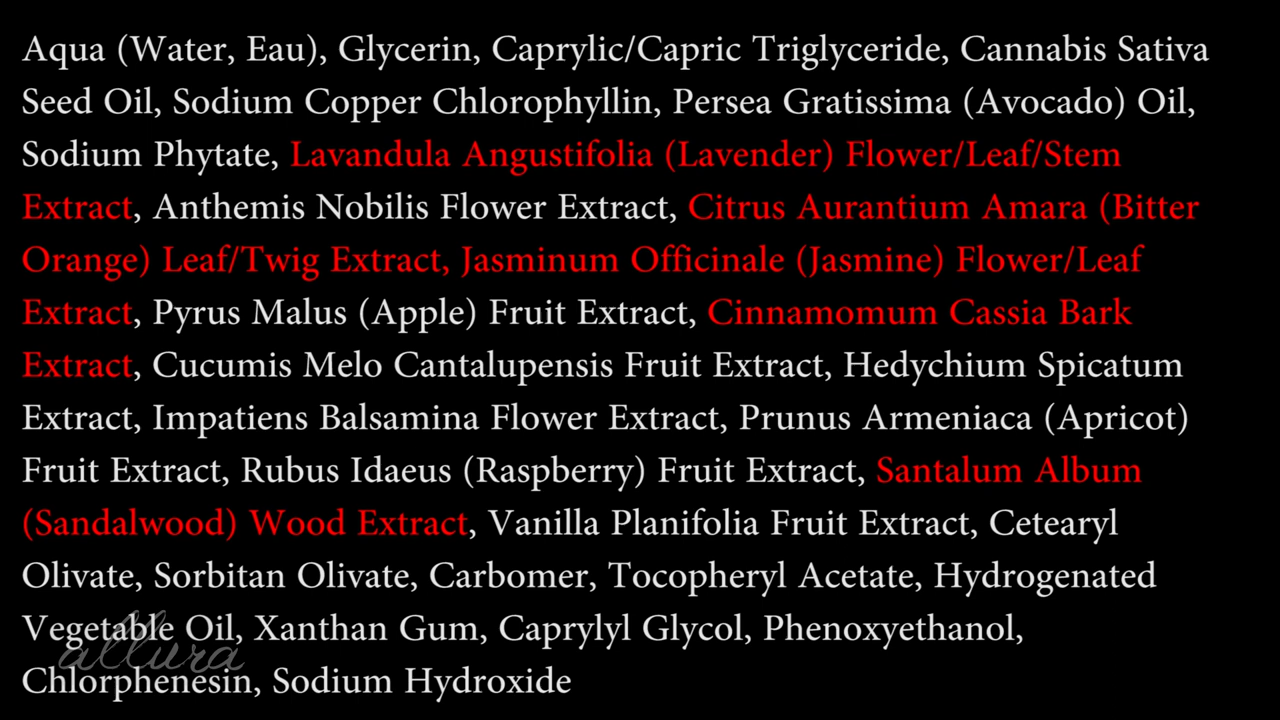 Aqua (Water, Eau), Glycerin, Caprylic/Capric Triglyceride, Cannabis Sativa
Seed Oil, Sodium Copper Chlorophyllin, Persea Gratissima (Avocado) Oil,
Sodium Phytate, Lavandula Angustifolia (Lavender) Flower/Leaf/Stem
Extract, Anthemis Nobilis Flower Extract, Citrus Aurantium Amara (Bitter
Orange) Leaf/Twig Extract, Jasminum Officinale (Jasmine) Flower/Leaf
Extract, Pyrus Malus (Apple) Fruit Extract, Cinnamomum Cassia Bark
Extract, Cucumis Melo Cantalupensis Fruit Extract, Hedychium Spicatum
Extract, Impatiens Balsamina Flower Extract, Prunus Armeniaca (Apricot)
Fruit Extract, Rubus Idaeus (Raspberry) Fruit Extract, Santalum Album
(Sandalwood) Wood Extract, Vanilla Planifolia Fruit Extract, Cetearyl
Olivate, Sorbitan Olivate, Carbomer, Tocopheryl Acetate, Hydrogenated
Vegetable Oil, Xanthan Gum, Caprylyl Glycol, Phenoxyethanol,
allura
Chlorphenesin, Sodium Hydroxide